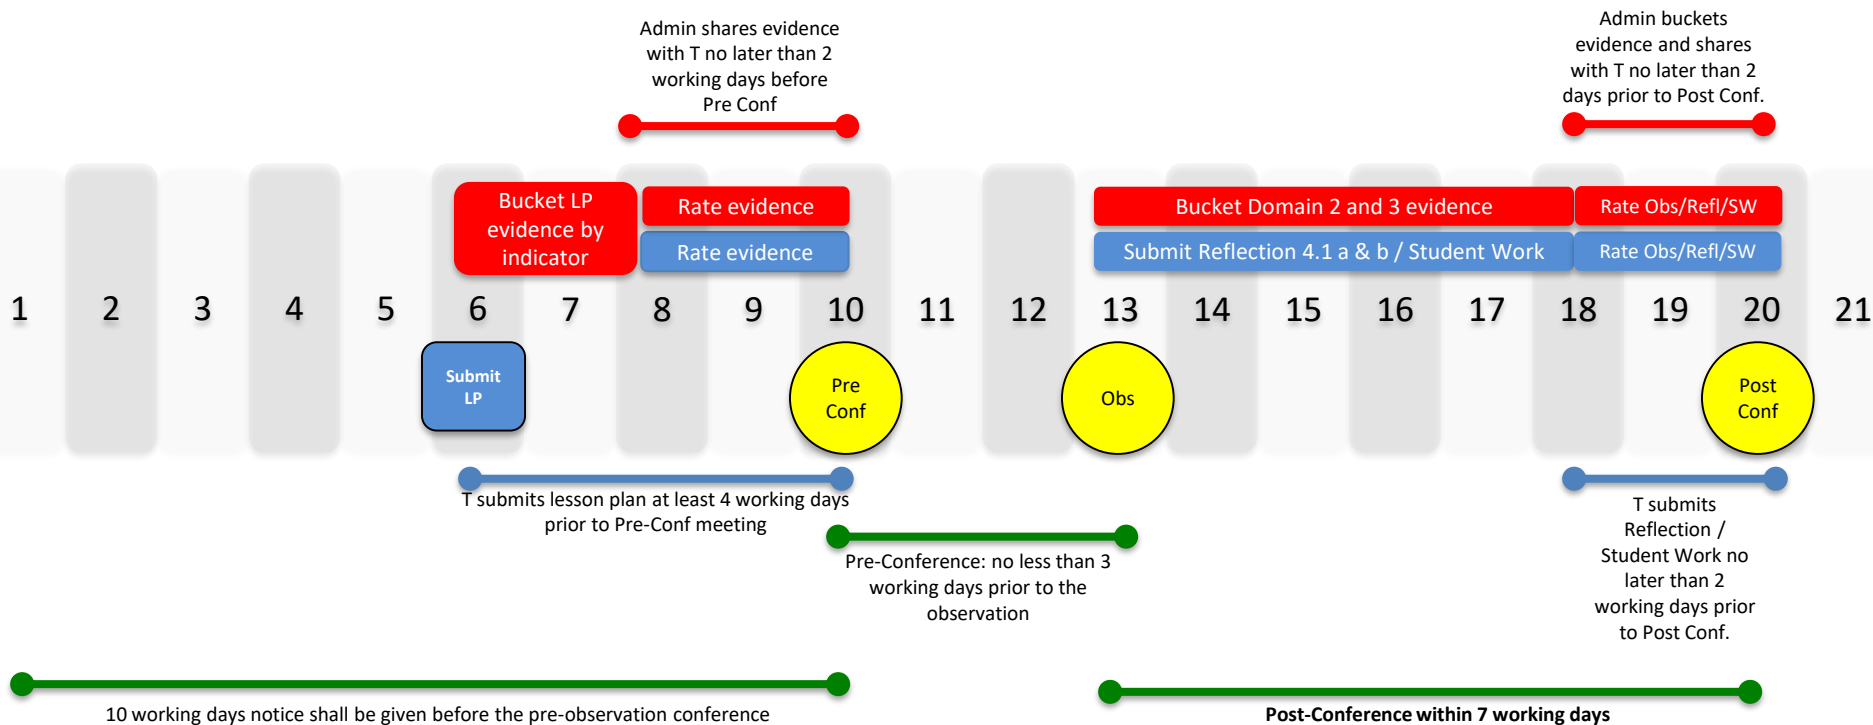 Admin shares evidence
with T no later than 2
working days before
Pre Conf
Admin buckets
evidence and shares
with T no later than 2
days prior to Post Conf.
Bucket LP
evidence by
indicator
Rate evidence
Rate evidence
Bucket Domain 2 and 3 evidence
Submit Reflection 4.1 a & b / Student Work
Rate Obs/Refl/SW
Rate Obs/Refl/SW
1 2 3 4 5 6 7 8 9 10 11 12 13 14 15 16 17 18 19 20 21
Submit
LP
Pre
Conf
Obs
Post
Conf
T submits lesson plan at least 4 working days
prior to Pre-Conf meeting
Pre-Conference: no less than 3
working days prior to the
observation
T submits
Reflection /
Student Work no
later than 2
working days prior
to Post Conf.
10 working days notice shall be given before the pre-observation conference
Post-Conference within 7 working days